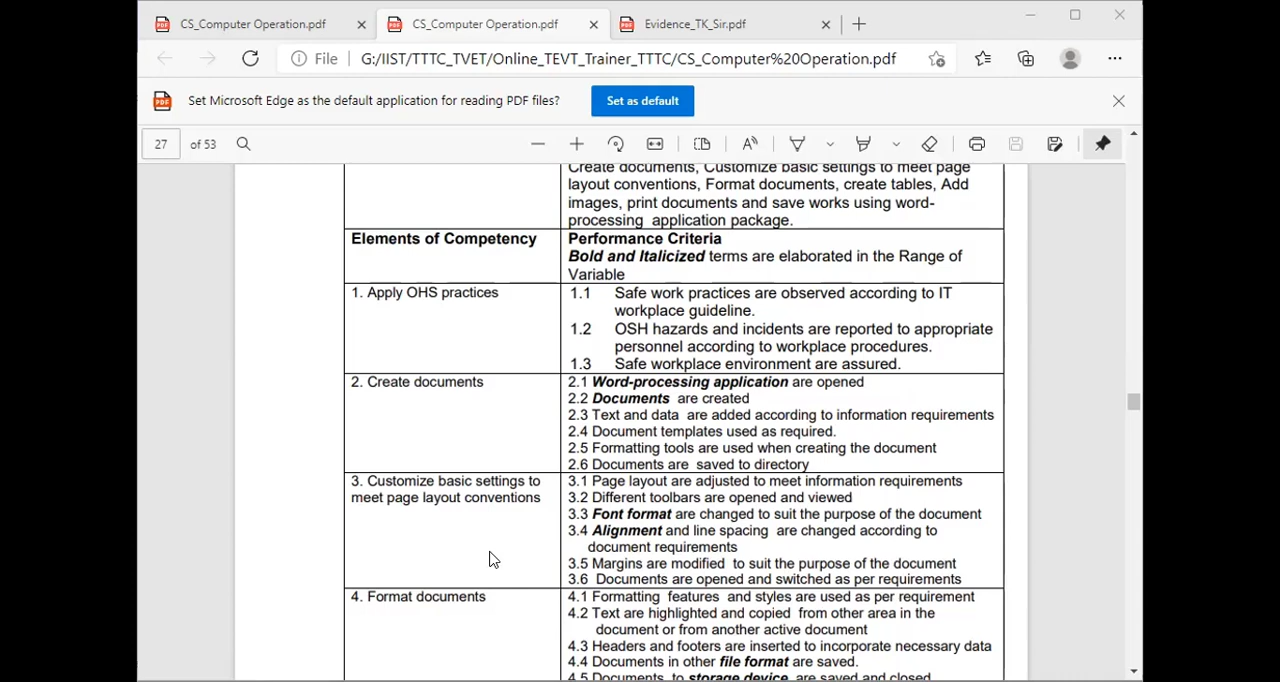 CS_Computer Operation.pdf
CS_Computer Operation.pdf
Evidence_TK_Sir.pdf
File
G:/IIST/TTTC_TVET/Online_TEVT_Trainer_TTTC/CS_Computer%20Operation.pdf
Set Microsoft Edge as the default application for reading PDF files?
Set as default
27 of 53
Create documents, Customize basic settings to meet page
layout conventions, Format documents, create tables, Add
images, print documents and save works using word-
processing application package.
Elements of Competency
Performance Criteria
Bold and Italicized terms are elaborated in the Range of
Variable
1. Apply OHS practices
1.1 Safe work practices are observed according to IT
workplace guideline.
1.2 OSH hazards and incidents are reported to appropriate
personnel according to workplace procedures.
1.3 Safe workplace environment are assured.
2. Create documents
2.1 Word-processing application are opened
2.2 Documents are created
2.3 Text and data are added according to information requirements
2.4 Document templates used as required.
2.5 Formatting tools are used when creating the document
2.6 Documents are saved to directory
3. Customize basic settings to
meet page layout conventions
3.1 Page layout are adjusted to meet information requirements
3.2 Different toolbars are opened and viewed
3.3 Font format are changed to suit the purpose of the document
3.4 Alignment and line spacing are changed according to
document requirements
3.5 Margins are modified to suit the purpose of the document
3.6 Documents are opened and switched as per requirements
4. Format documents
4.1 Formatting features and styles are used as per requirement
4.2 Text are highlighted and copied from other area in the
document or from another active document
4.3 Headers and footers are inserted to incorporate necessary data
4.4 Documents in other file format are saved.
4.5 Documents to storage device are saved and closed